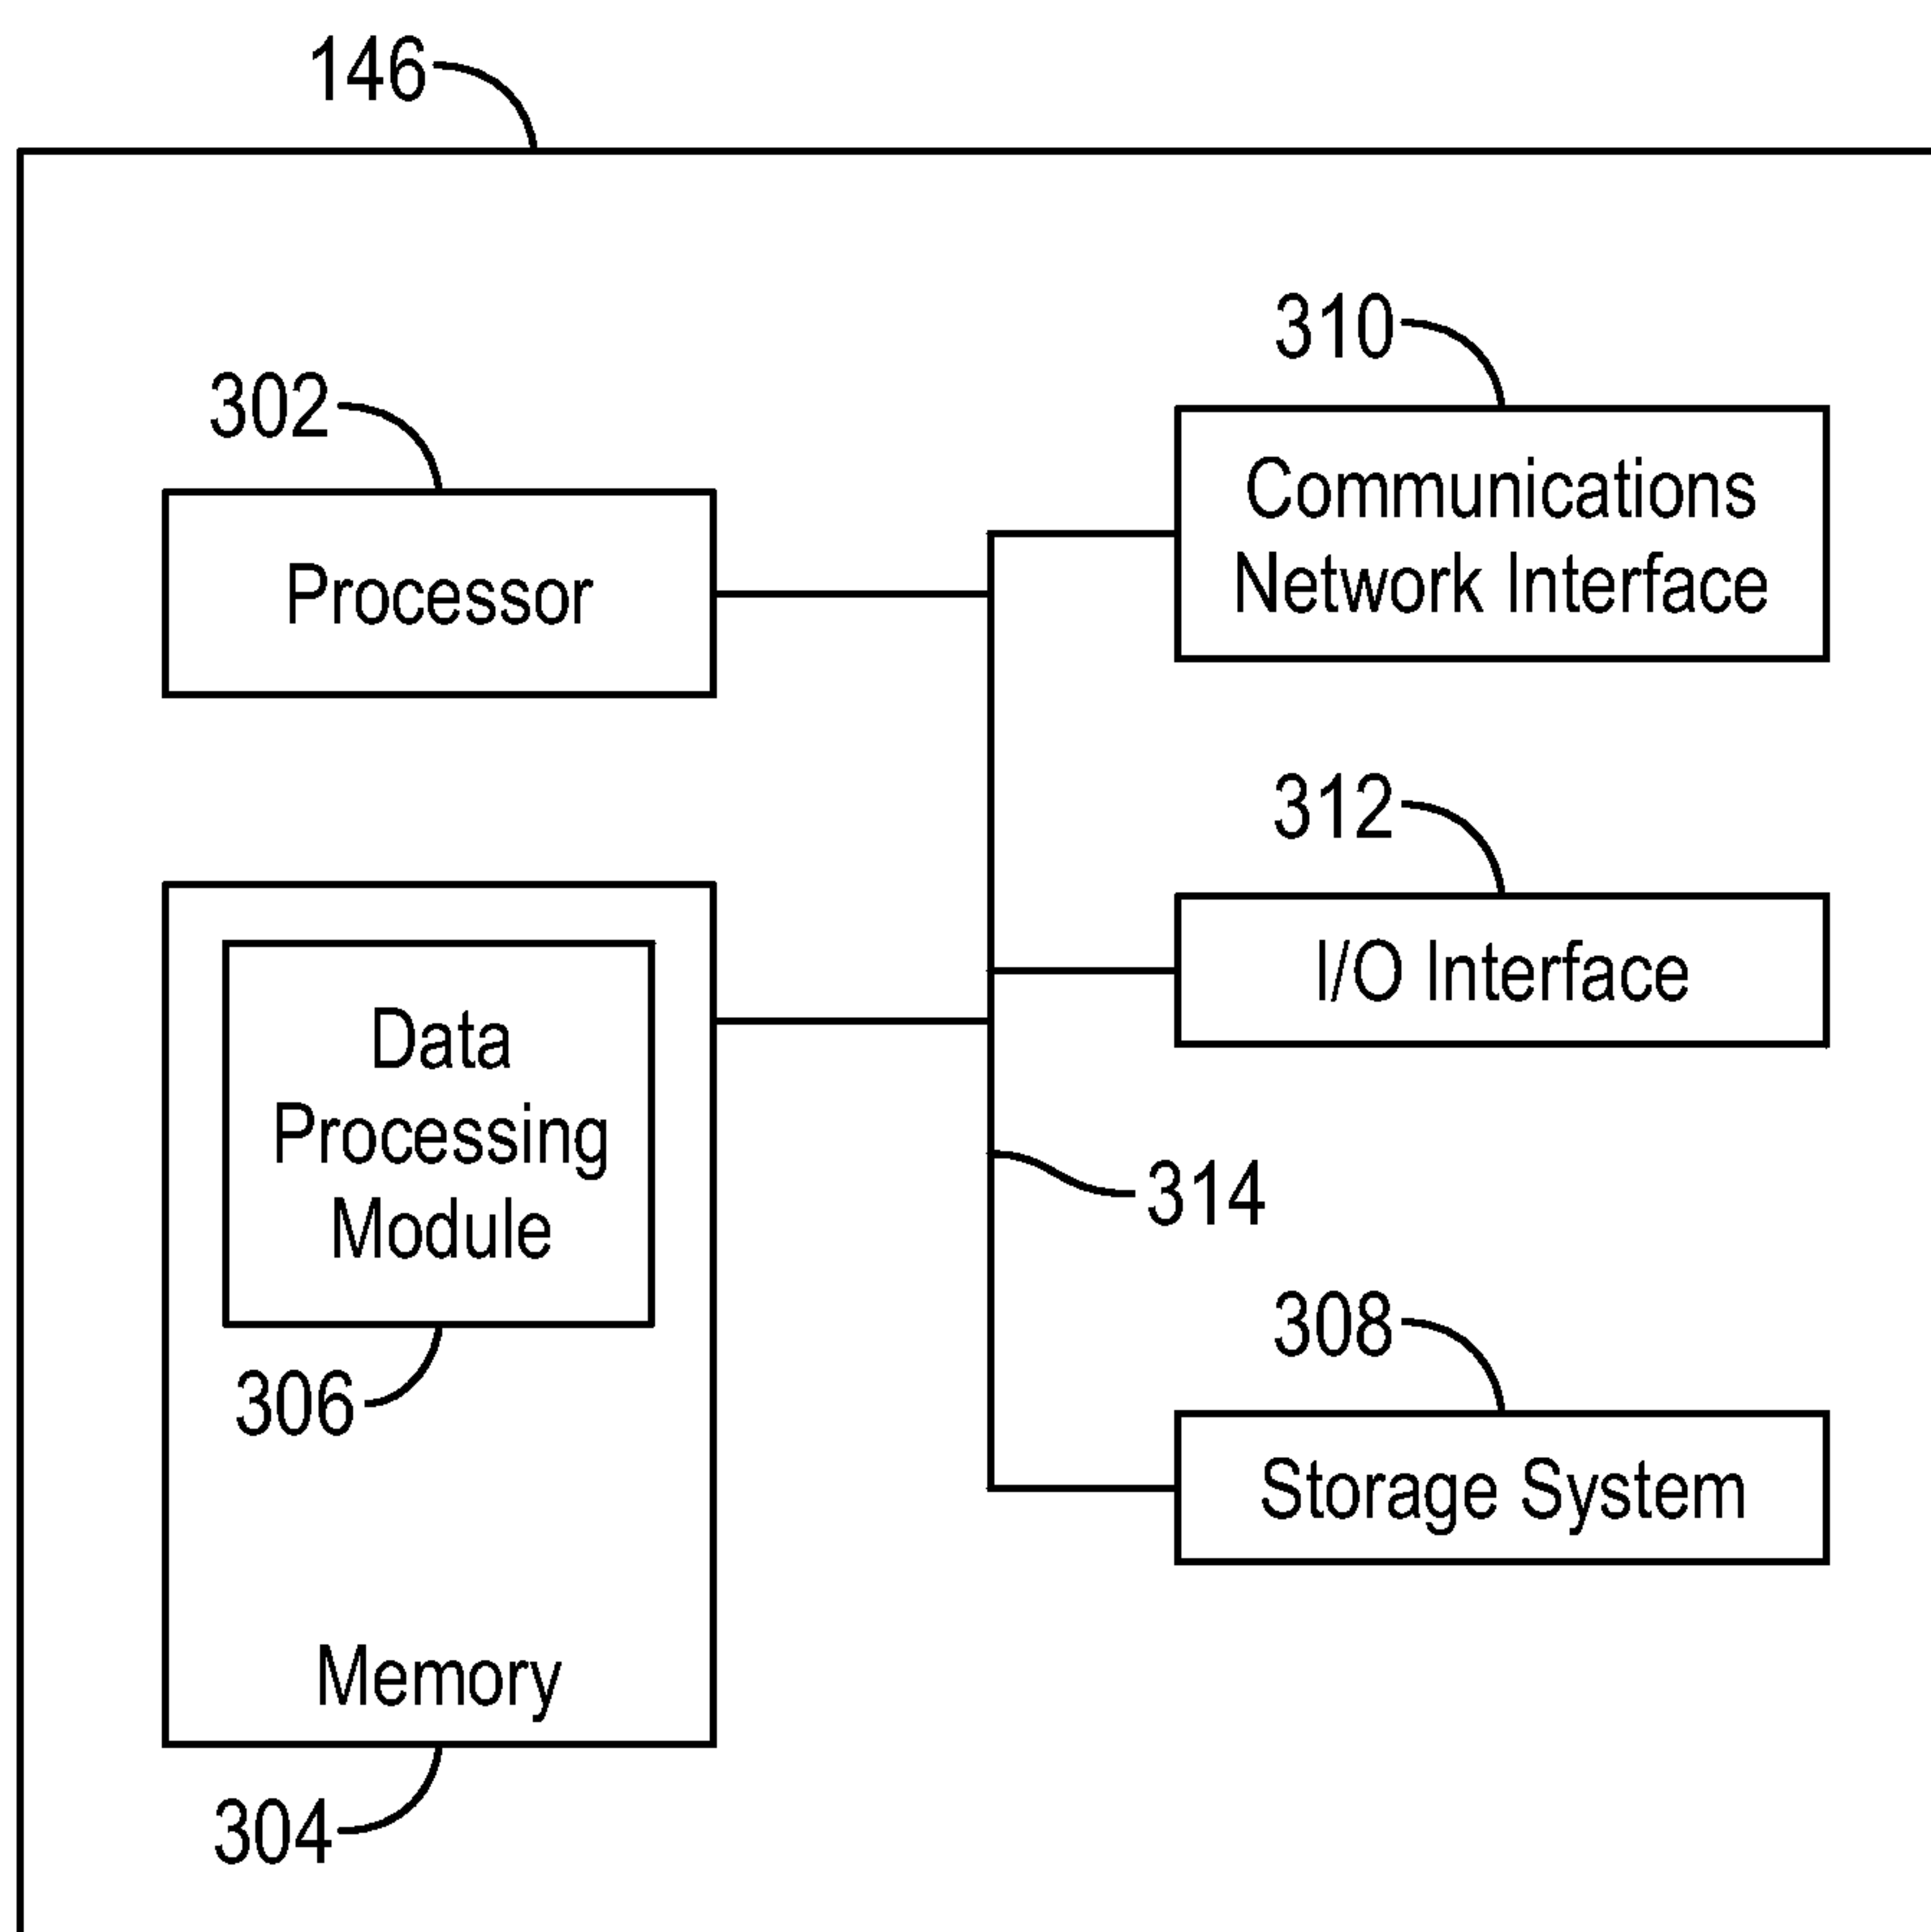 146
302
Processor
310
Communications
Network Interface
312
I/O Interface
Data
Processing
Module
306
Memory
304
314
308
Storage System